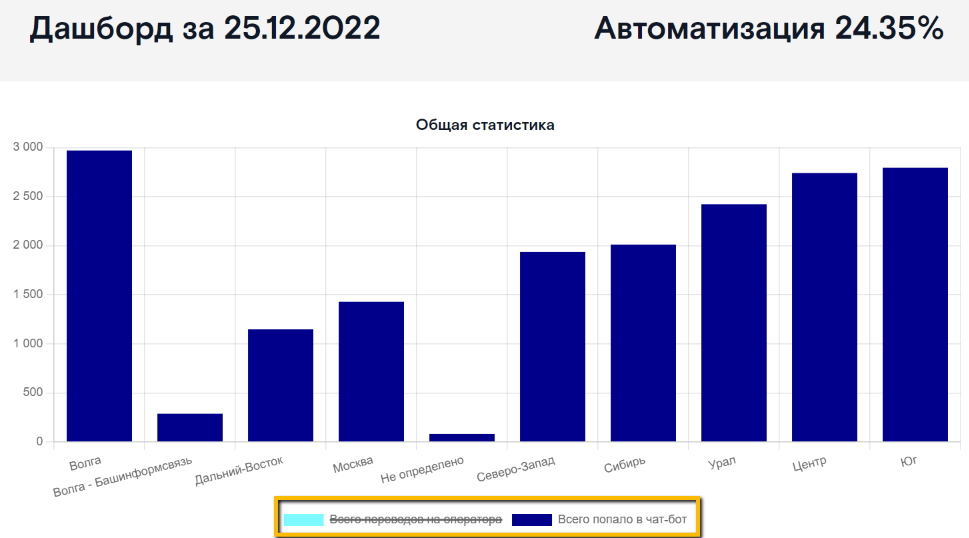 Дашборд за 25.12.2022
Автоматизация 24.35%
Общая статистика
3 000
2 500
2 000
1 500
1 000
500
0
Волга
Волга - Башинформсвязь
Дальний-Восток
Москва
Не определено
Северо-Запад
Сибирь
Урал
Центр
Юг
Всего переводов на оператора
Всего попало в чат-бот